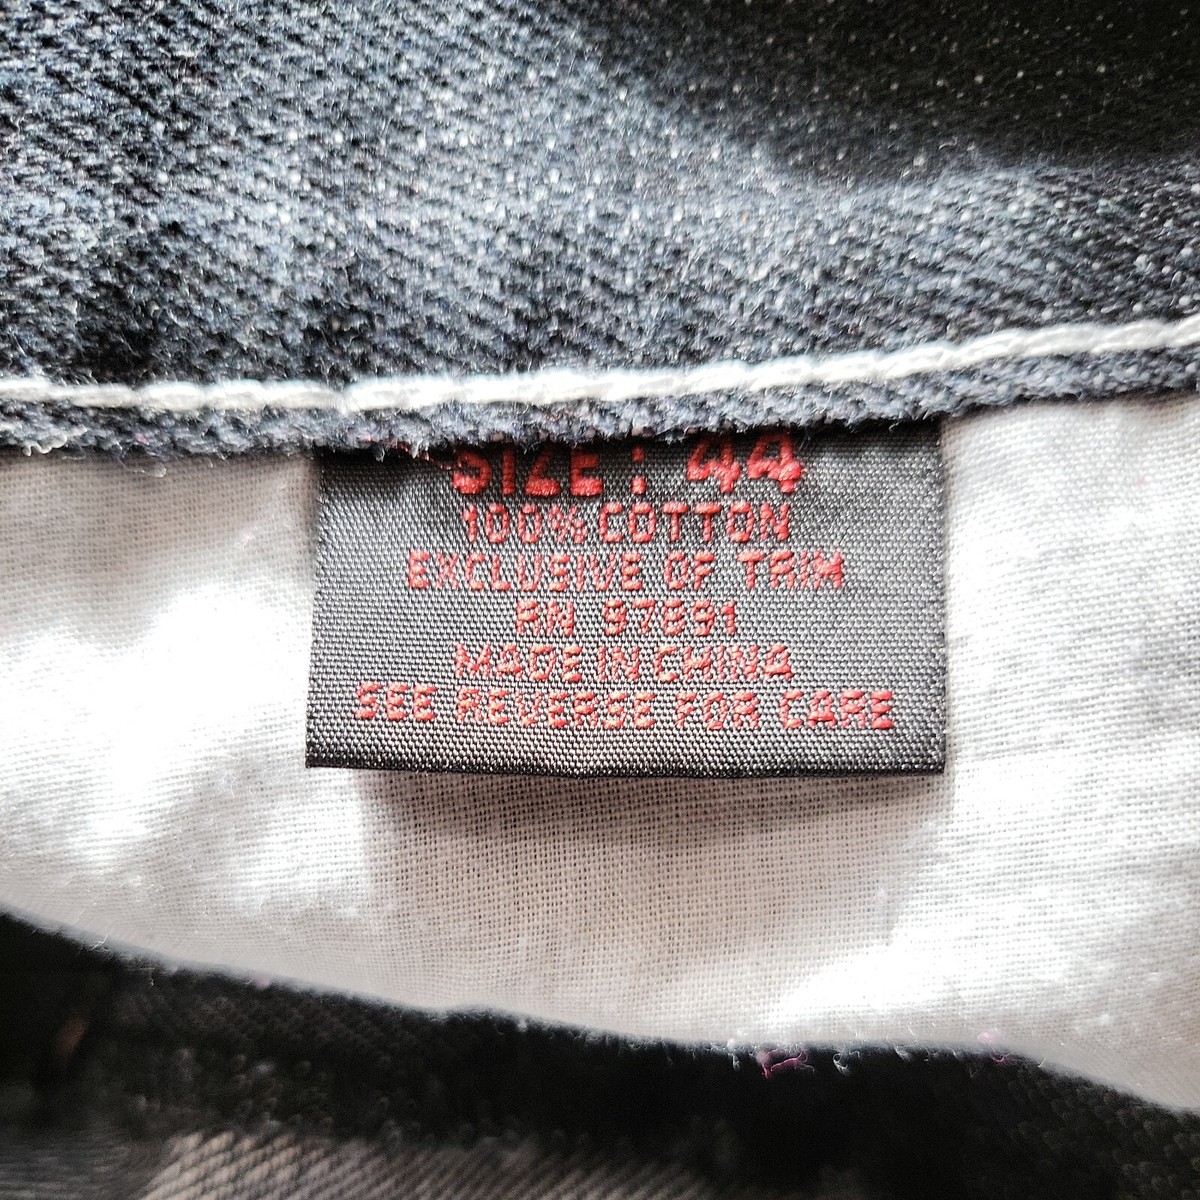 SIZE: 44
100% COTTON
EXCLUSIVE OF TRIM
RN 97891
MADE IN CHINA
SEE REVERSE FOR CARE